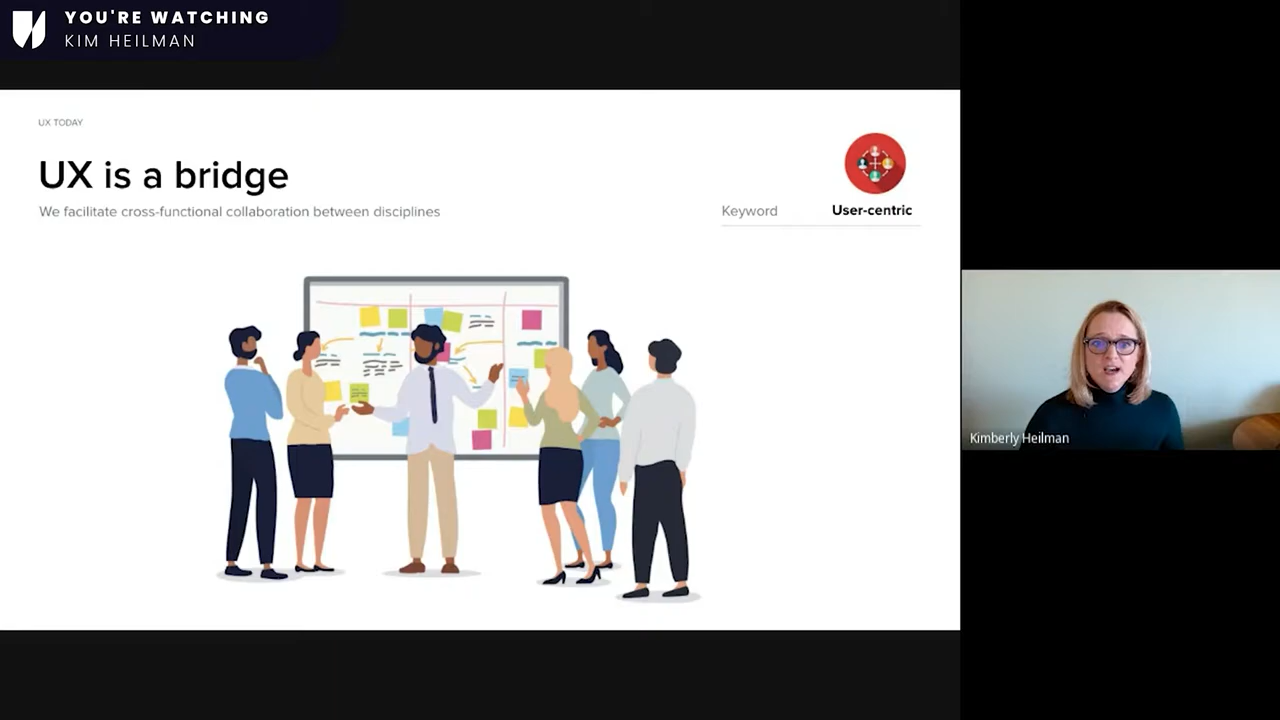 YOU'RE WATCHING
KIM HEILMAN
UX TODAY
UX is a bridge
We facilitate cross-functional collaboration between disciplines
Keyword
User-centric
Kimberly Heilman